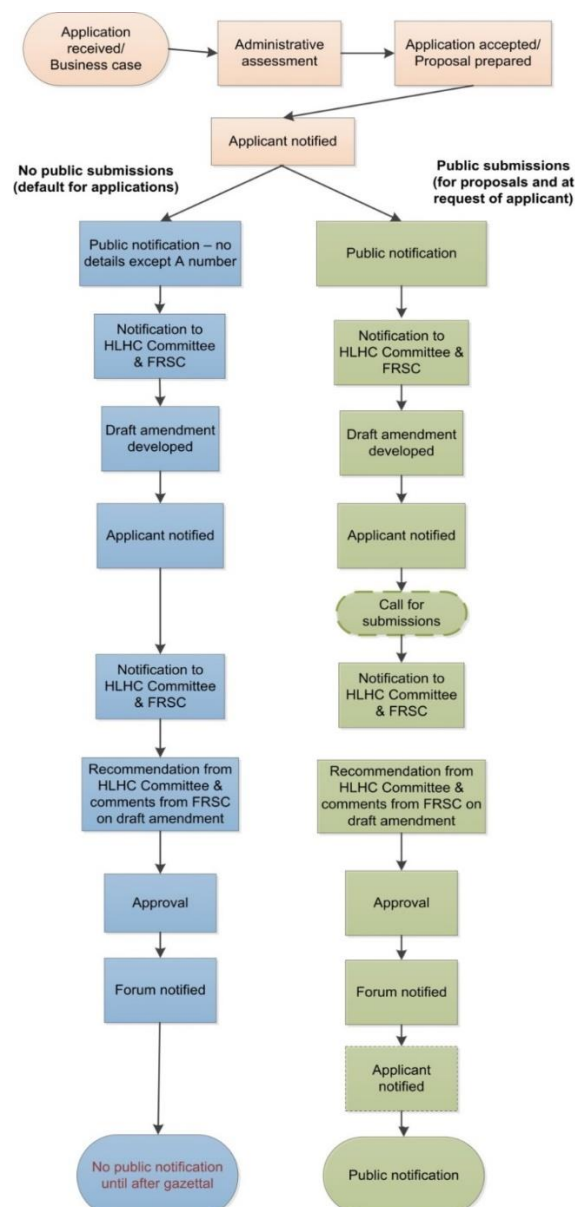 Application
received/
Business case
Administrative
assessment
Application accepted/
Proposal prepared
Applicant notified
No public submissions
(default for applications)
Public submissions
(for proposals and at
request of applicant)
Public notification – no
details except A number
Public notification
Notification to
HLHC Committee
& FRSC
Notification to
HLHC Committee &
FRSC
Draft amendment
developed
Draft amendment
developed
Applicant notified
Applicant notified
Call for
submissions
Notification to
HLHC Committee
& FRSC
Notification to
HLHC Committee
& FRSC
Recommendation from
HLHC Committee &
comments from FRSC
on draft amendment
Recommendation from
HLHC Committee &
comments from FRSC on
draft amendment
Approval
Approval
Forum notified
Forum notified
Applicant
notified
No public notification
until after gazettal
Public notification